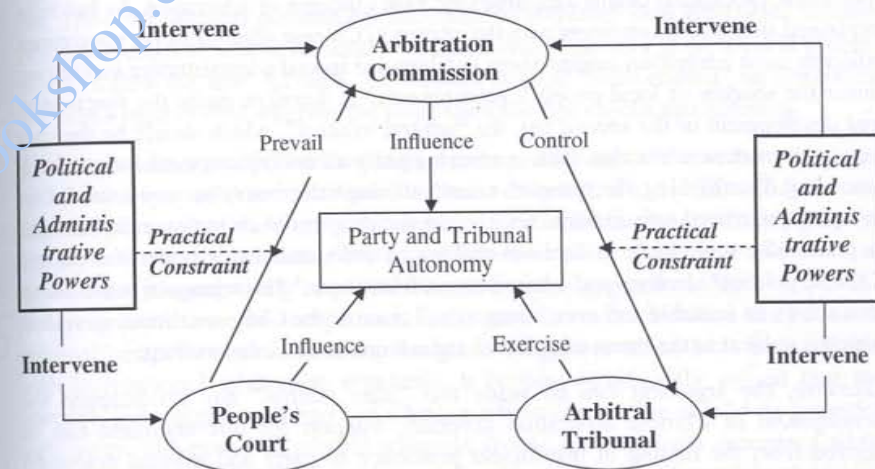 ookshop.c
Intervene
Intervene
Arbitration
Commission
Prevail
Influence
Control
Political
and
Adminis
trative
Powers
Practical
Constraint
Party and Tribunal
Autonomy
Practical
Constraint
Political
and
Adminis
trative
Powers
Influence
Exercise
Intervene
Intervene
People's
Court
Arbitral
Tribunal